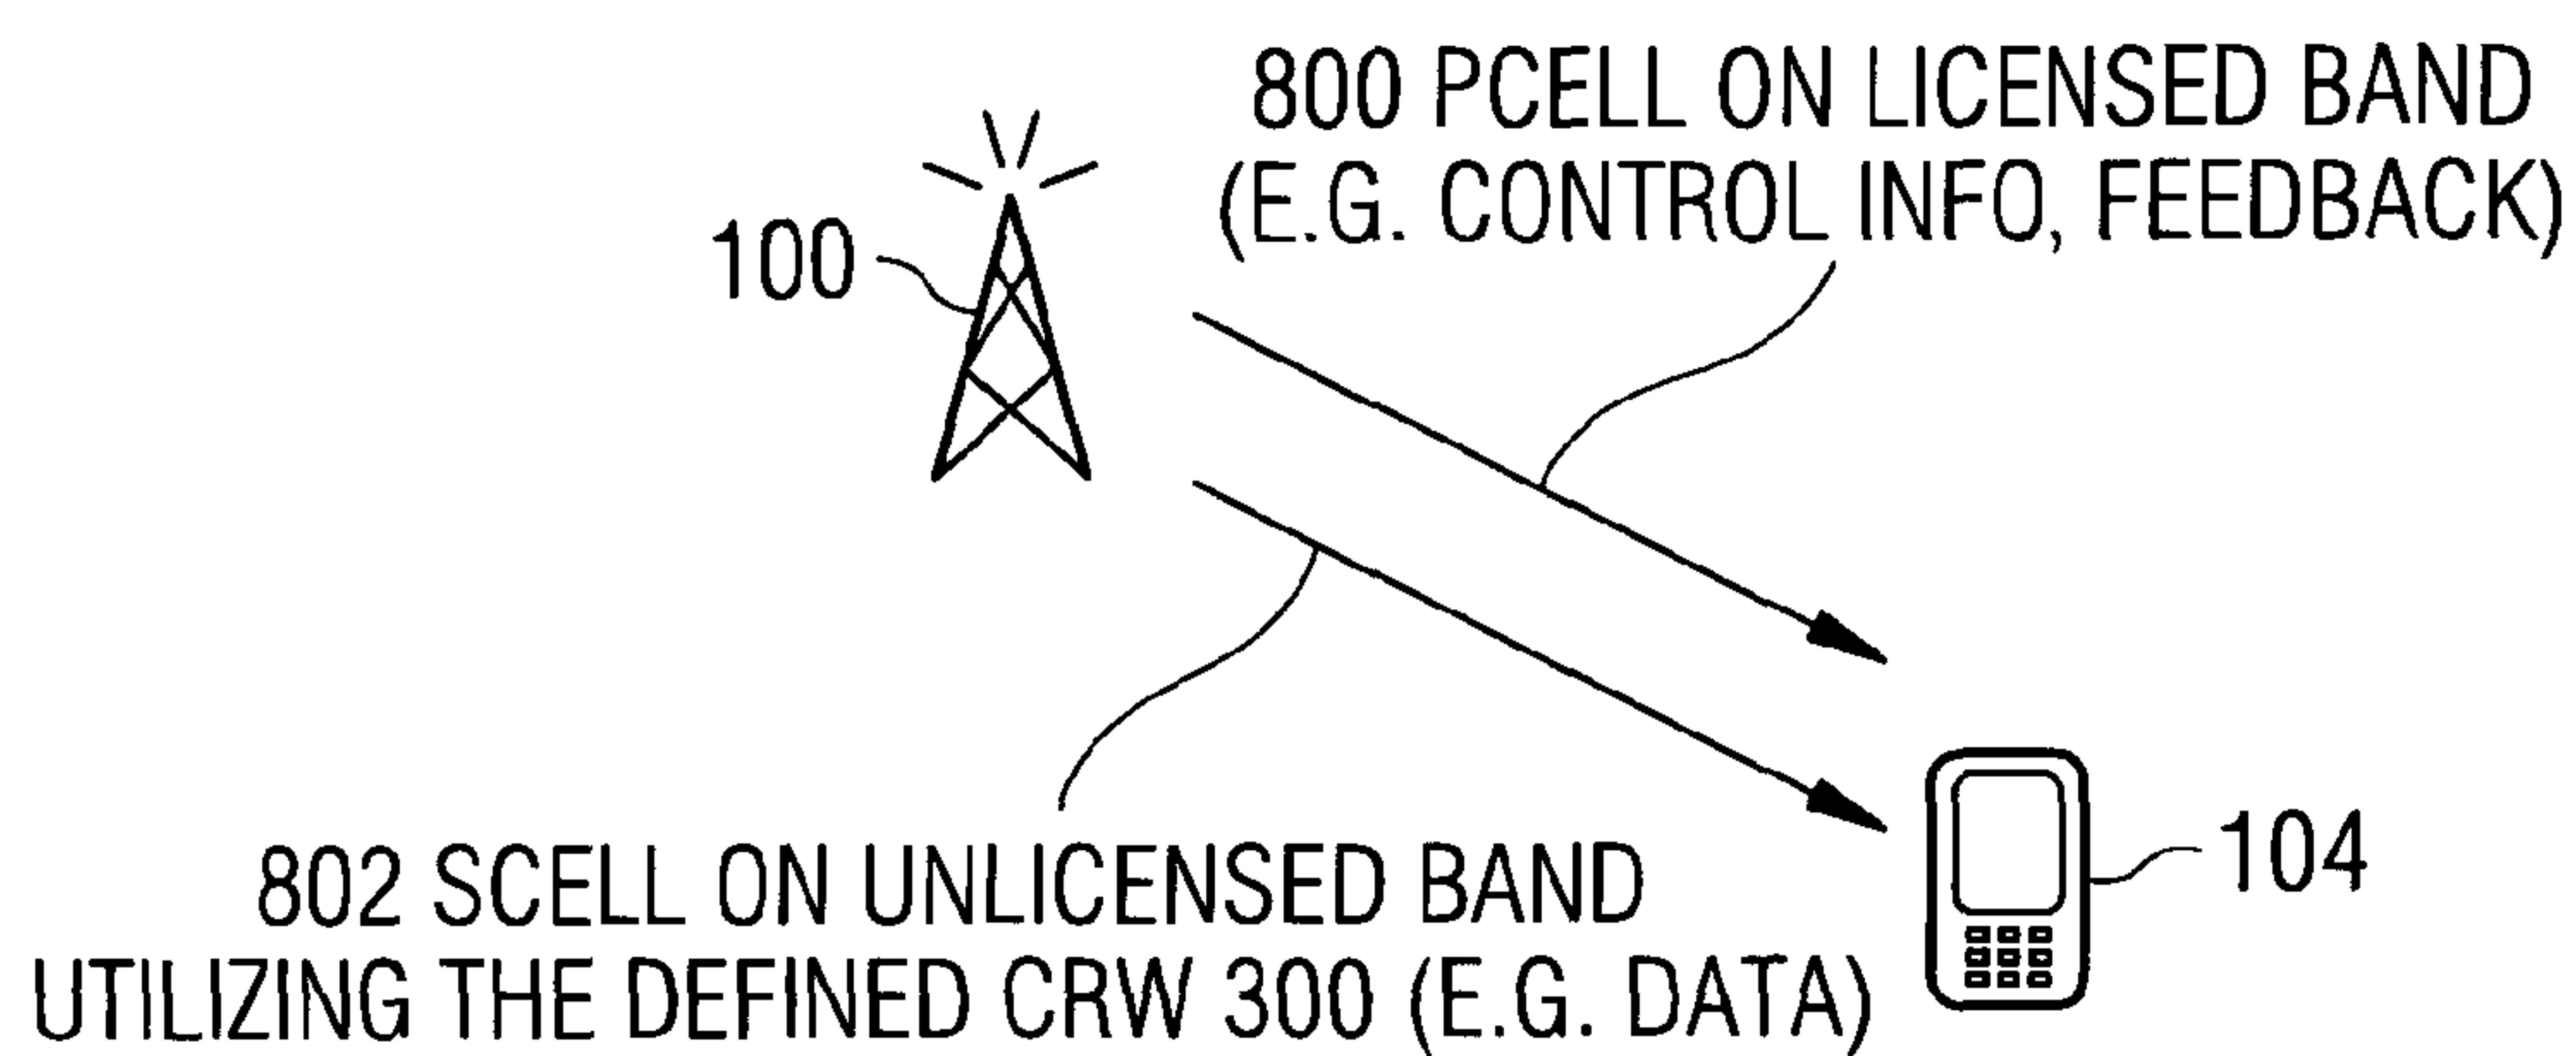 800 PCELL ON LICENSED BAND
(E.G. CONTROL INFO, FEEDBACK)
100
802 SCELL ON UNLICENSED BAND
UTILIZING THE DEFINED CRW 300 (E.G. DATA)
104